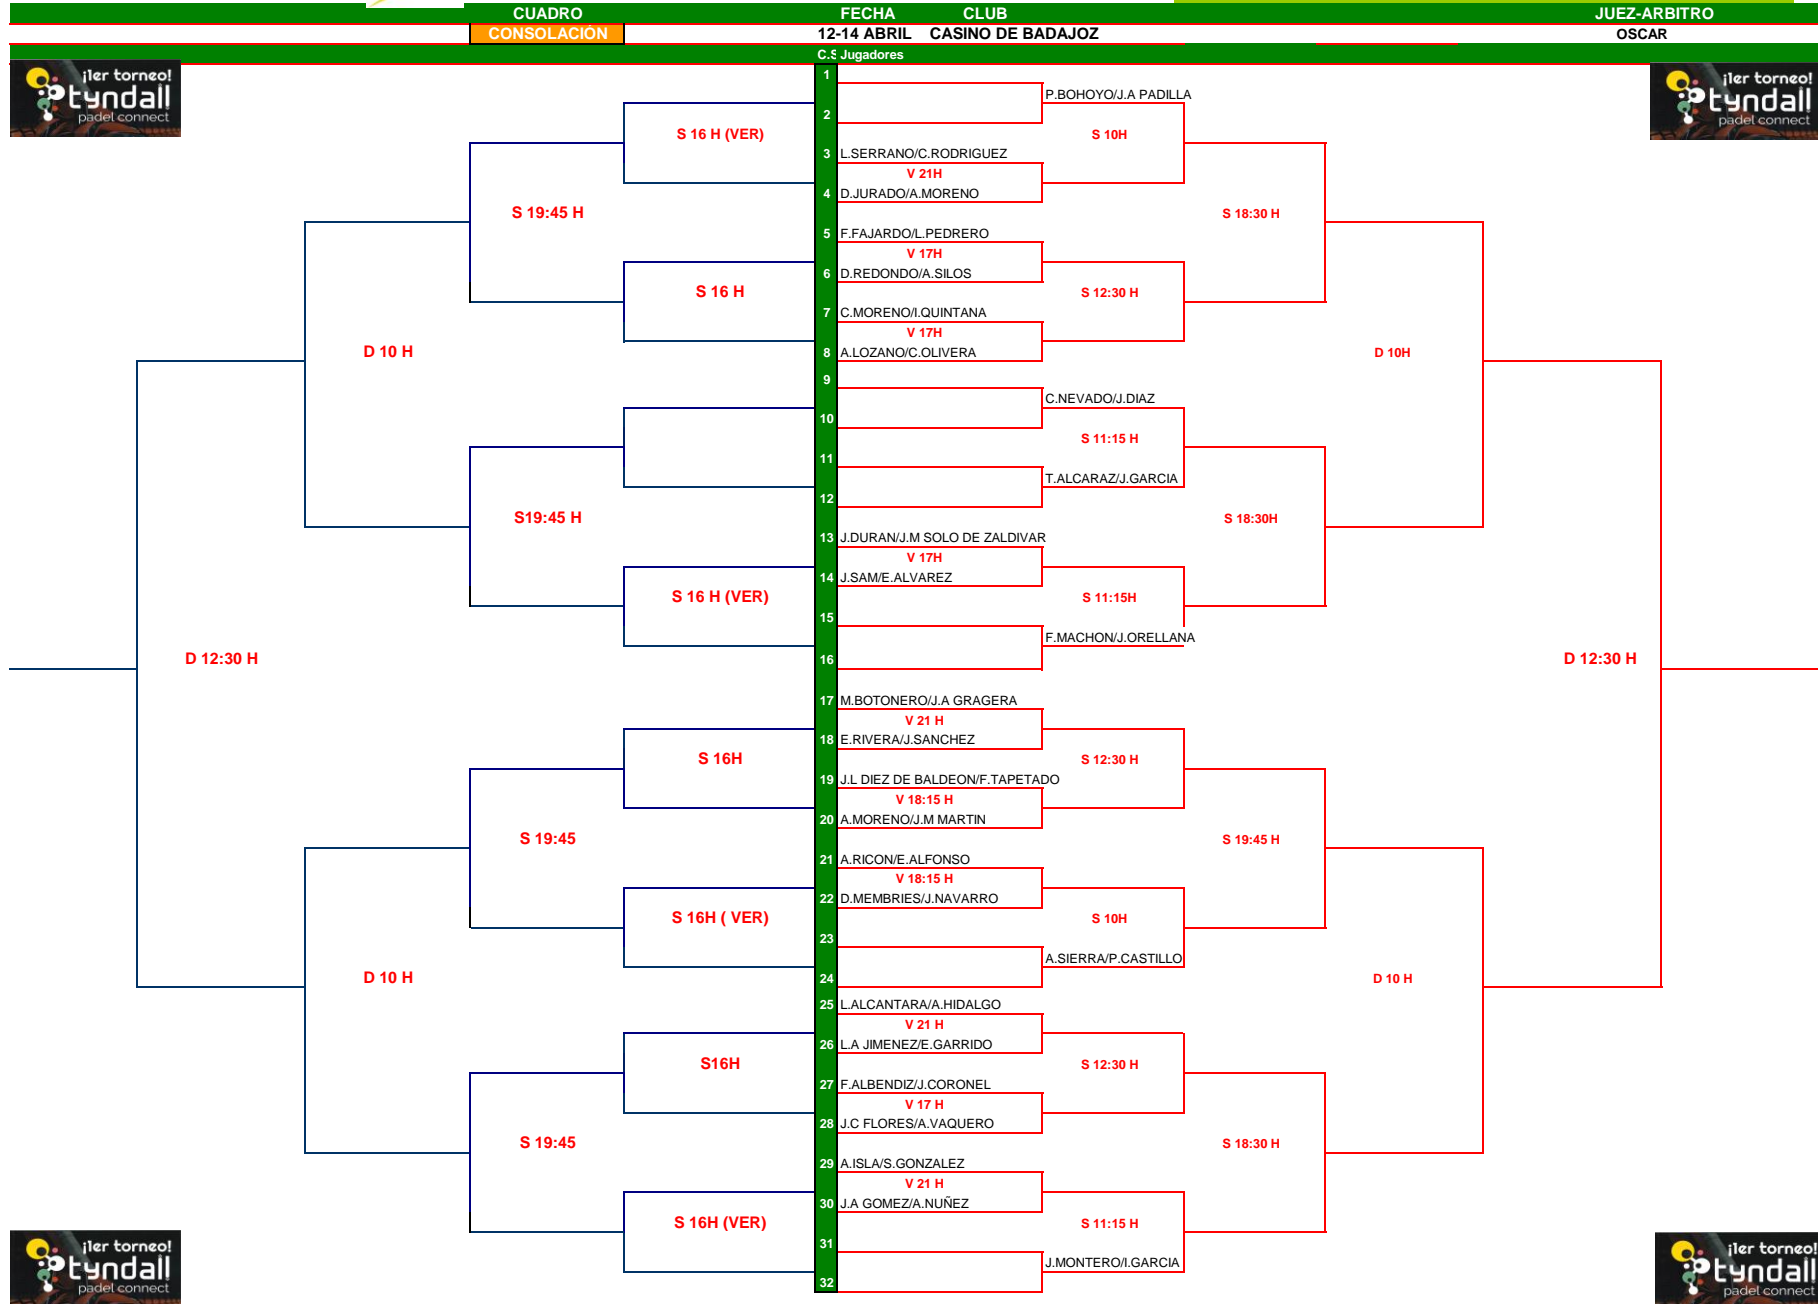 CUADRO FECHA CLUB JUEZ-ARBITRO
CONSOLACIÓN 12-14 ABRIL CASINO DE BADAJOZ OSCAR
C.S Jugadores
¡1er torneo!
tyndall
padel connect
¡1er torneo!
tyndall
padel connect
1
P.BOHOYO/J.A PADILLA
2
S 16 H (VER) S 10H
3 L.SERRANO/C.RODRIGUEZ
V 21H
4 D.JURADO/A.MORENO
S 19:45 H S 18:30 H
5 F.FAJARDO/L.PEDRERO
V 17H
6 D.REDONDO/A.SILOS
S 16 H S 12:30 H
7 C.MORENO/I.QUINTANA
V 17H
8 A.LOZANO/C.OLIVERA
D 10 H D 10H
9
C.NEVADO/J.DIAZ
10
S 11:15 H
11
T.ALCARAZ/J.GARCIA
12
S19:45 H S 18:30H
13 J.DURAN/J.M SOLO DE ZALDIVAR
V 17H
14 J.SAM/E.ALVAREZ
S 16 H (VER) S 11:15H
15
F.MACHON/J.ORELLANA
16
D 12:30 H D 12:30 H
17 M.BOTONERO/J.A GRAGERA
V 21 H
18 E.RIVERA/J.SANCHEZ
S 16H S 12:30 H
19 J.L DIEZ DE BALDEON/F.TAPETADO
V 18:15 H
20 A.MORENO/J.M MARTIN
S 19:45 S 19:45 H
21 A.RICON/E.ALFONSO
V 18:15 H
22 D.MEMBRIES/J.NAVARRO
S 16H ( VER) S 10H
23
A.SIERRA/P.CASTILLO
24
D 10 H D 10 H
25 L.ALCANTARA/A.HIDALGO
V 21 H
26 L.A JIMENEZ/E.GARRIDO
S16H S 12:30 H
27 F.ALBENDIZ/J.CORONEL
V 17 H
28 J.C FLORES/A.VAQUERO
S 19:45 S 18:30 H
29 A.ISLA/S.GONZALEZ
V 21 H
30 J.A GOMEZ/A.NUÑEZ
S 16H (VER) S 11:15 H
31
J.MONTERO/I.GARCIA
32
¡1er torneo!
tyndall
padel connect
¡1er torneo!
tyndall
padel connect